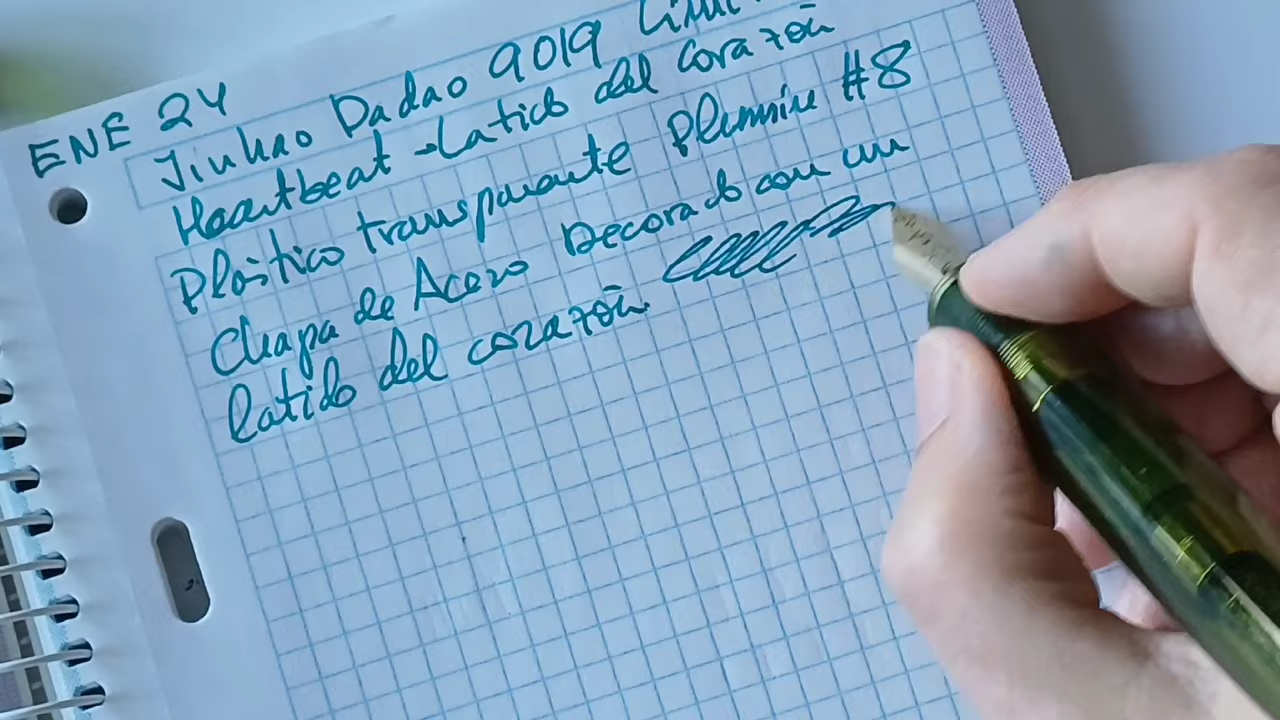 ENE 24
Jinhao Dadao 9019
Heartbeat - Latido del corazón
Plástico transparante Plumín #8
Chapa de Acero Decorado con un
latido del corazón.